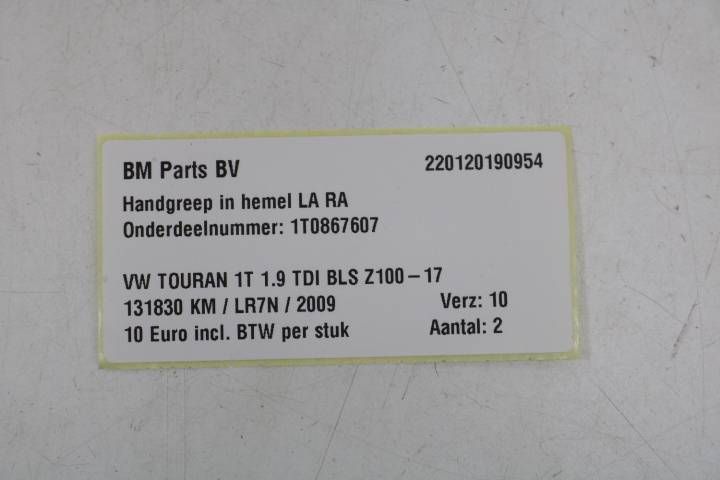 BM Parts BV 220120190954
Handgreep in hemel LA RA
Onderdeelnummer: 1T0867607
VW TOURAN 1T 1.9 TDI BLS Z100-17
131830 KM / LR7N / 2009 Verz: 10
10 Euro incl. BTW per stuk Aantal: 2